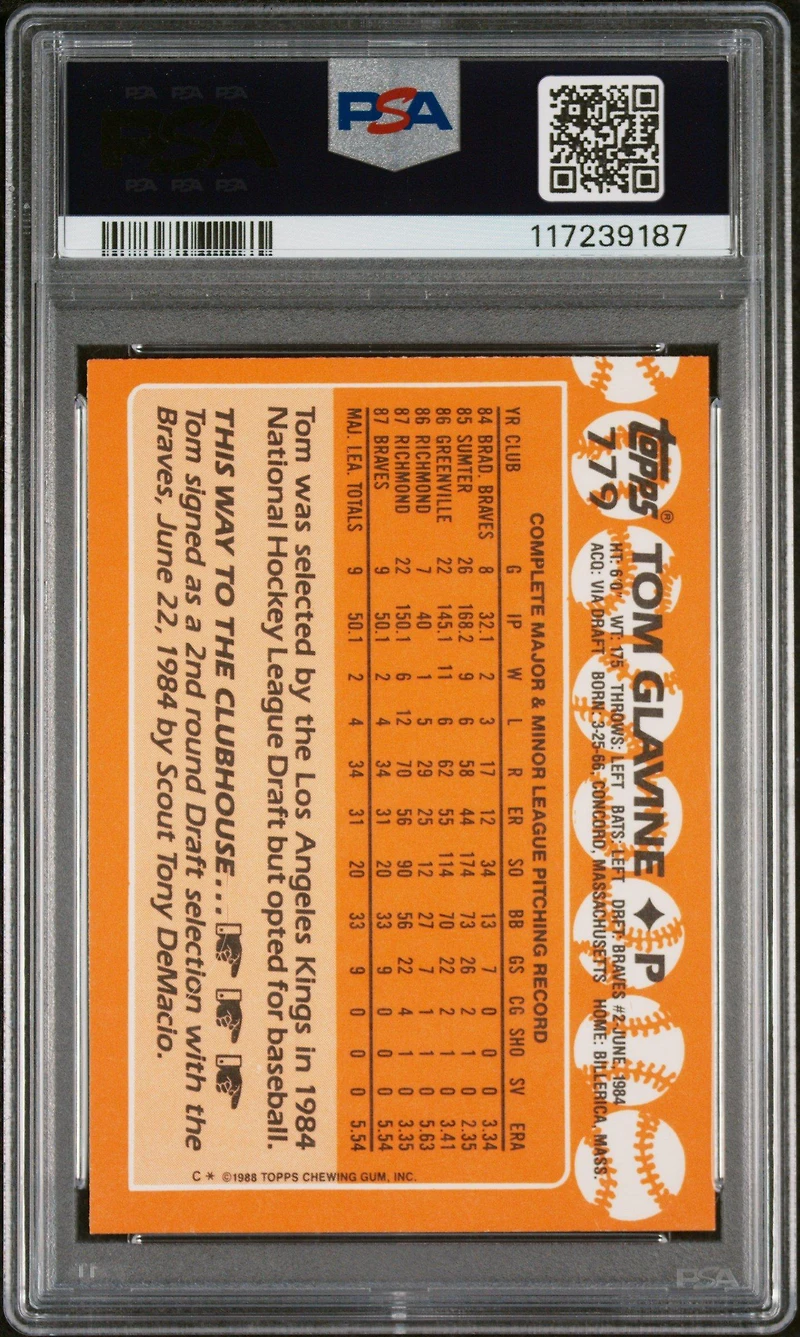 PSA PSA PSA
PSA
PSA PSA PSA
PSA
117239187
Topps®
779
TOM GLAVINE ♦ P
HT: 6'0" WT: 175 THROWS: LEFT BATS: LEFT DRFT: BRAVES #2-JUNE, 1984
ACQ: VIA DRAFT BORN: 3-25-66, CONCORD, MASSACHUSETTS HOME: BILLERICA, MASS.
COMPLETE MAJOR & MINOR LEAGUE PITCHING RECORD
YR CLUB G IP W L R ER SO BB GS CG SHO SV ERA
84 BRAD. BRAVES 8 32.1 2 3 17 12 34 13 7 0 0 0 3.34
85 SUMTER 26 168.2 9 6 58 44 174 73 26 2 1 0 2.35
86 GREENVILLE 22 145.1 11 6 62 55 114 70 22 2 1 0 3.41
86 RICHMOND 7 40 1 5 29 25 12 27 7 1 1 0 5.63
87 RICHMOND 22 150.1 6 12 70 56 90 56 22 4 1 0 3.35
87 BRAVES 9 50.1 2 4 34 31 20 33 9 0 0 0 5.54
MAJ. LEA. TOTALS 9 50.1 2 4 34 31 20 33 9 0 0 0 5.54
Tom was selected by the Los Angeles Kings in 1984
National Hockey League Draft but opted for baseball.
THIS WAY TO THE CLUBHOUSE...
Tom signed as a 2nd round Draft selection with the
Braves, June 22, 1984 by Scout Tony DeMacio.
C * ©1988 TOPPS CHEWING GUM, INC.
PSA